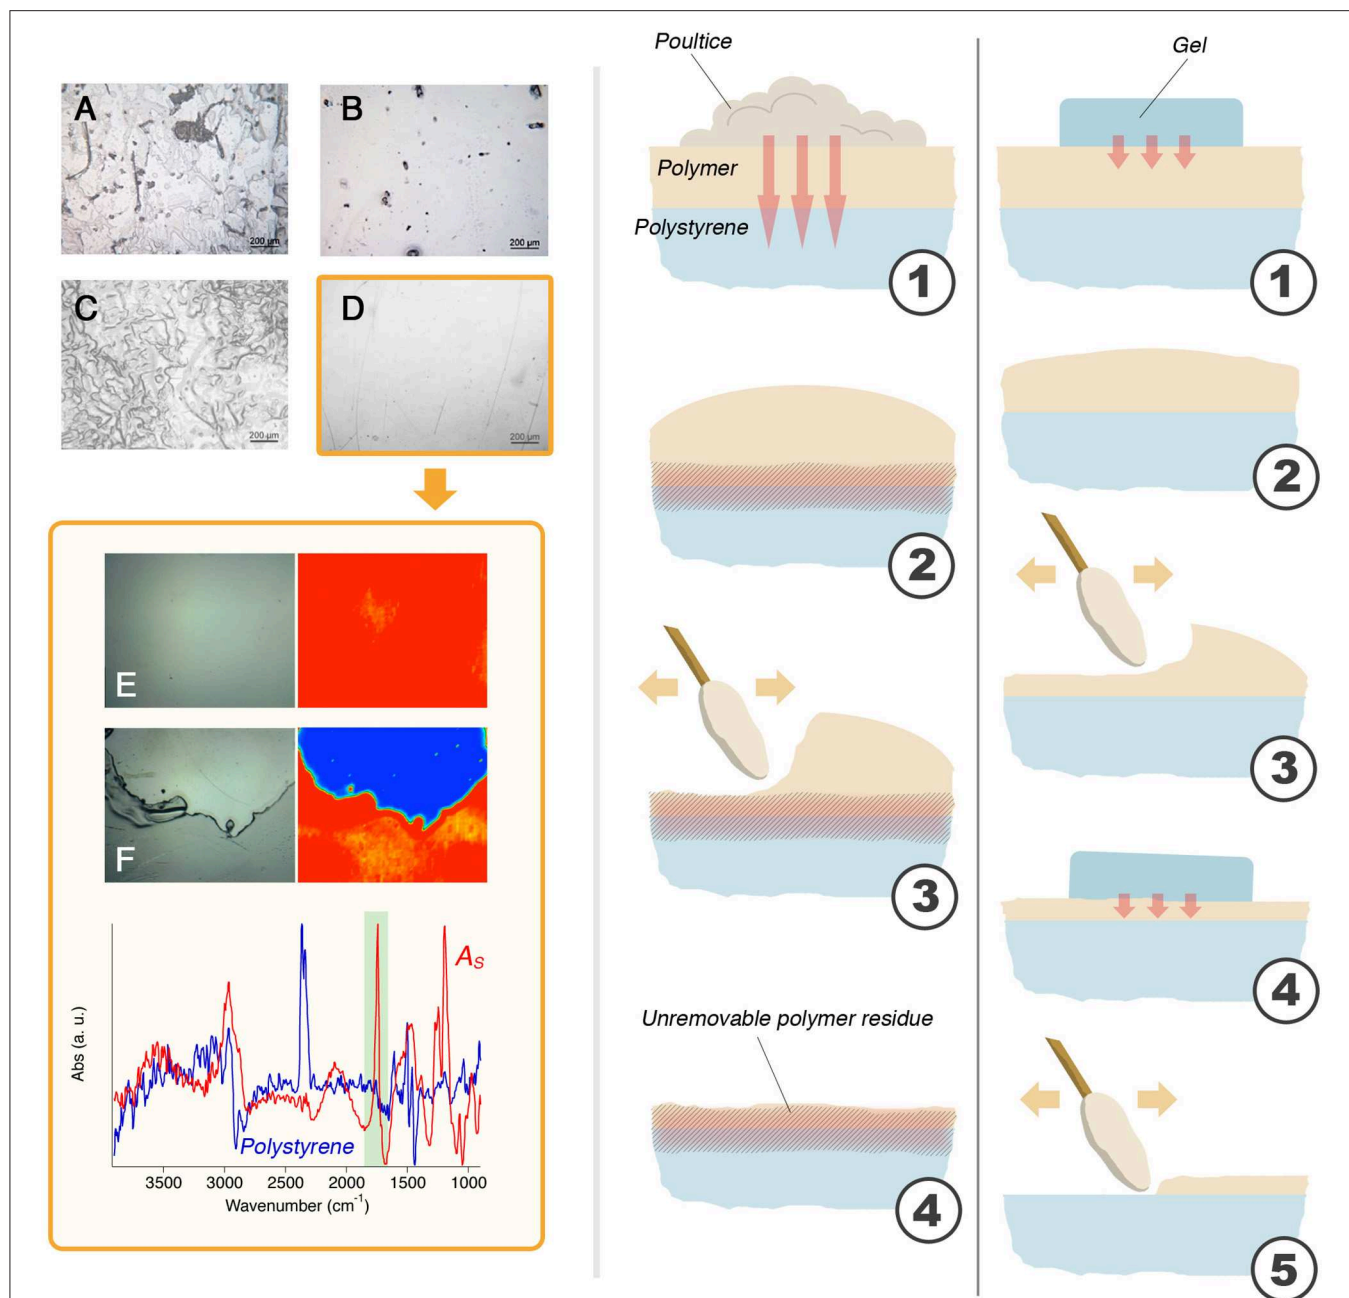 A
200 µm
B
200 µm
C
200 µm
D
200 µm
E
F
Abs (a. u.)
A_S
Polystyrene
3500 3000 2500 2000 1500 1000
Wavenumber (cm⁻¹)
Poultice
Polymer
Polystyrene
1
2
3
Unremovable polymer residue
4
Gel
1
2
3
4
5